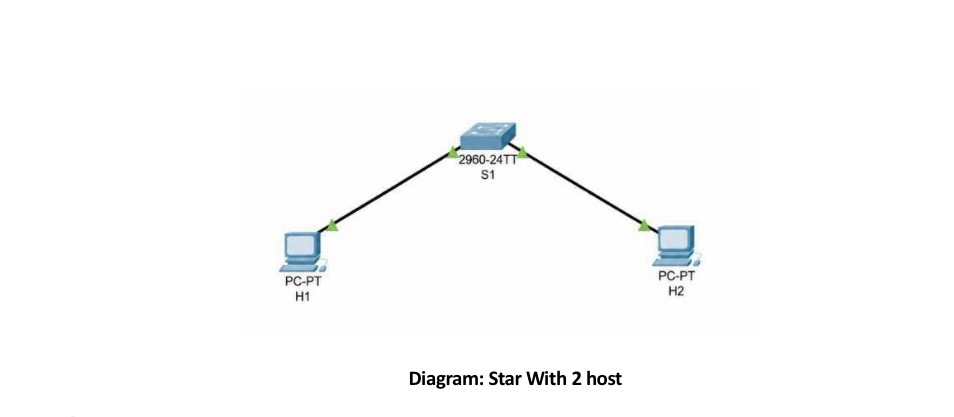 2960-24TT
S1
PC-PT
H1
PC-PT
H2
Diagram: Star With 2 host